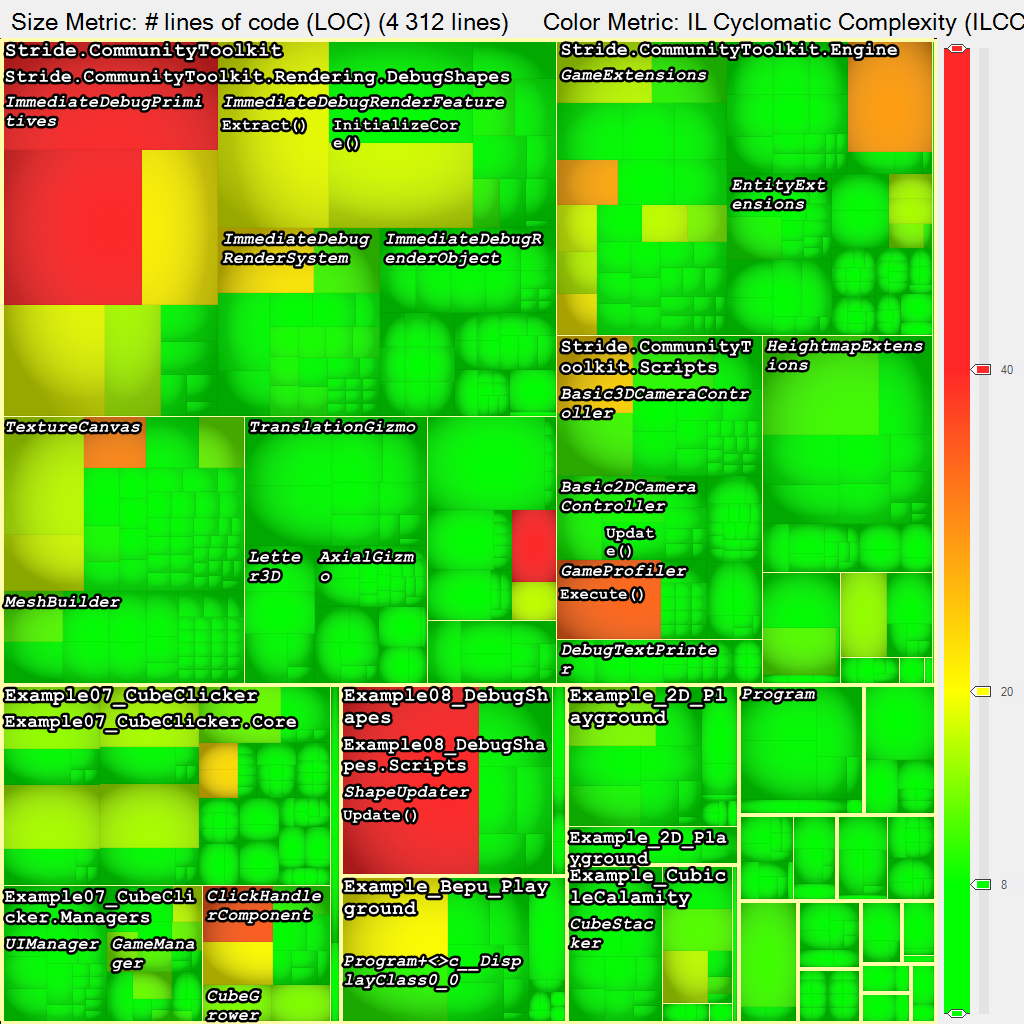 Size Metric: # lines of code (LOC) (4 312 lines)
Color Metric: IL Cyclomatic Complexity (ILCC
Stride.CommunityToolkit
Stride.CommunityToolkit.Rendering.DebugShapes
ImmediateDebugPrimi
tives
ImmediateDebugRenderFeature
Extract()
InitializeCor
e()
ImmediateDebug
RenderSystem
ImmediateDebugR
enderObject
Stride.CommunityToolkit.Engine
GameExtensions
EntityExt
ensions
Stride.CommunityT
oolkit.Scripts
Basic3DCameraContr
oller
HeightmapExtens
ions
Basic2DCamera
Controller
Updat
e()
GameProfiler
Execute()
DebugTextPrinte
r
TextureCanvas
TranslationGizmo
Lette
r3D
AxialGizm
o
MeshBuilder
Example07_CubeClicker
Example07_CubeClicker.Core
Example07_CubeCli
cker.Managers
UIManager
GameMana
ger
ClickHandle
rComponent
CubeG
rower
Example08_DebugSh
apes
Example08_DebugSha
pes.Scripts
ShapeUpdater
Update()
Example_Bepu_Play
ground
Program+<>c__Disp
layClass0_0
Example_2D_Pl
ayground
Example_2D_Pla
yground
Example_Cubic
leCalamity
CubeStac
ker
Program
40
20
8